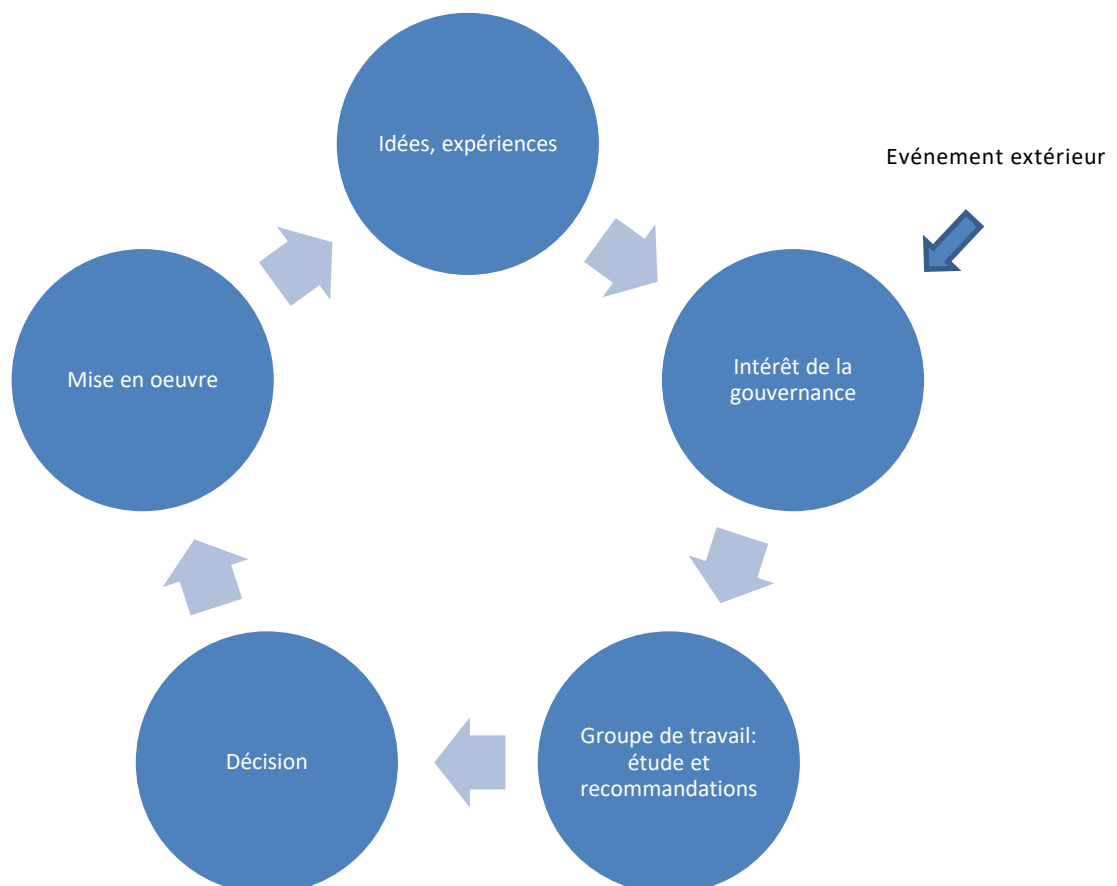 Idées, expériences
Evénement extérieur
Intérêt de la
gouvernance
Mise en oeuvre
Groupe de travail:
étude et
recommandations
Décision